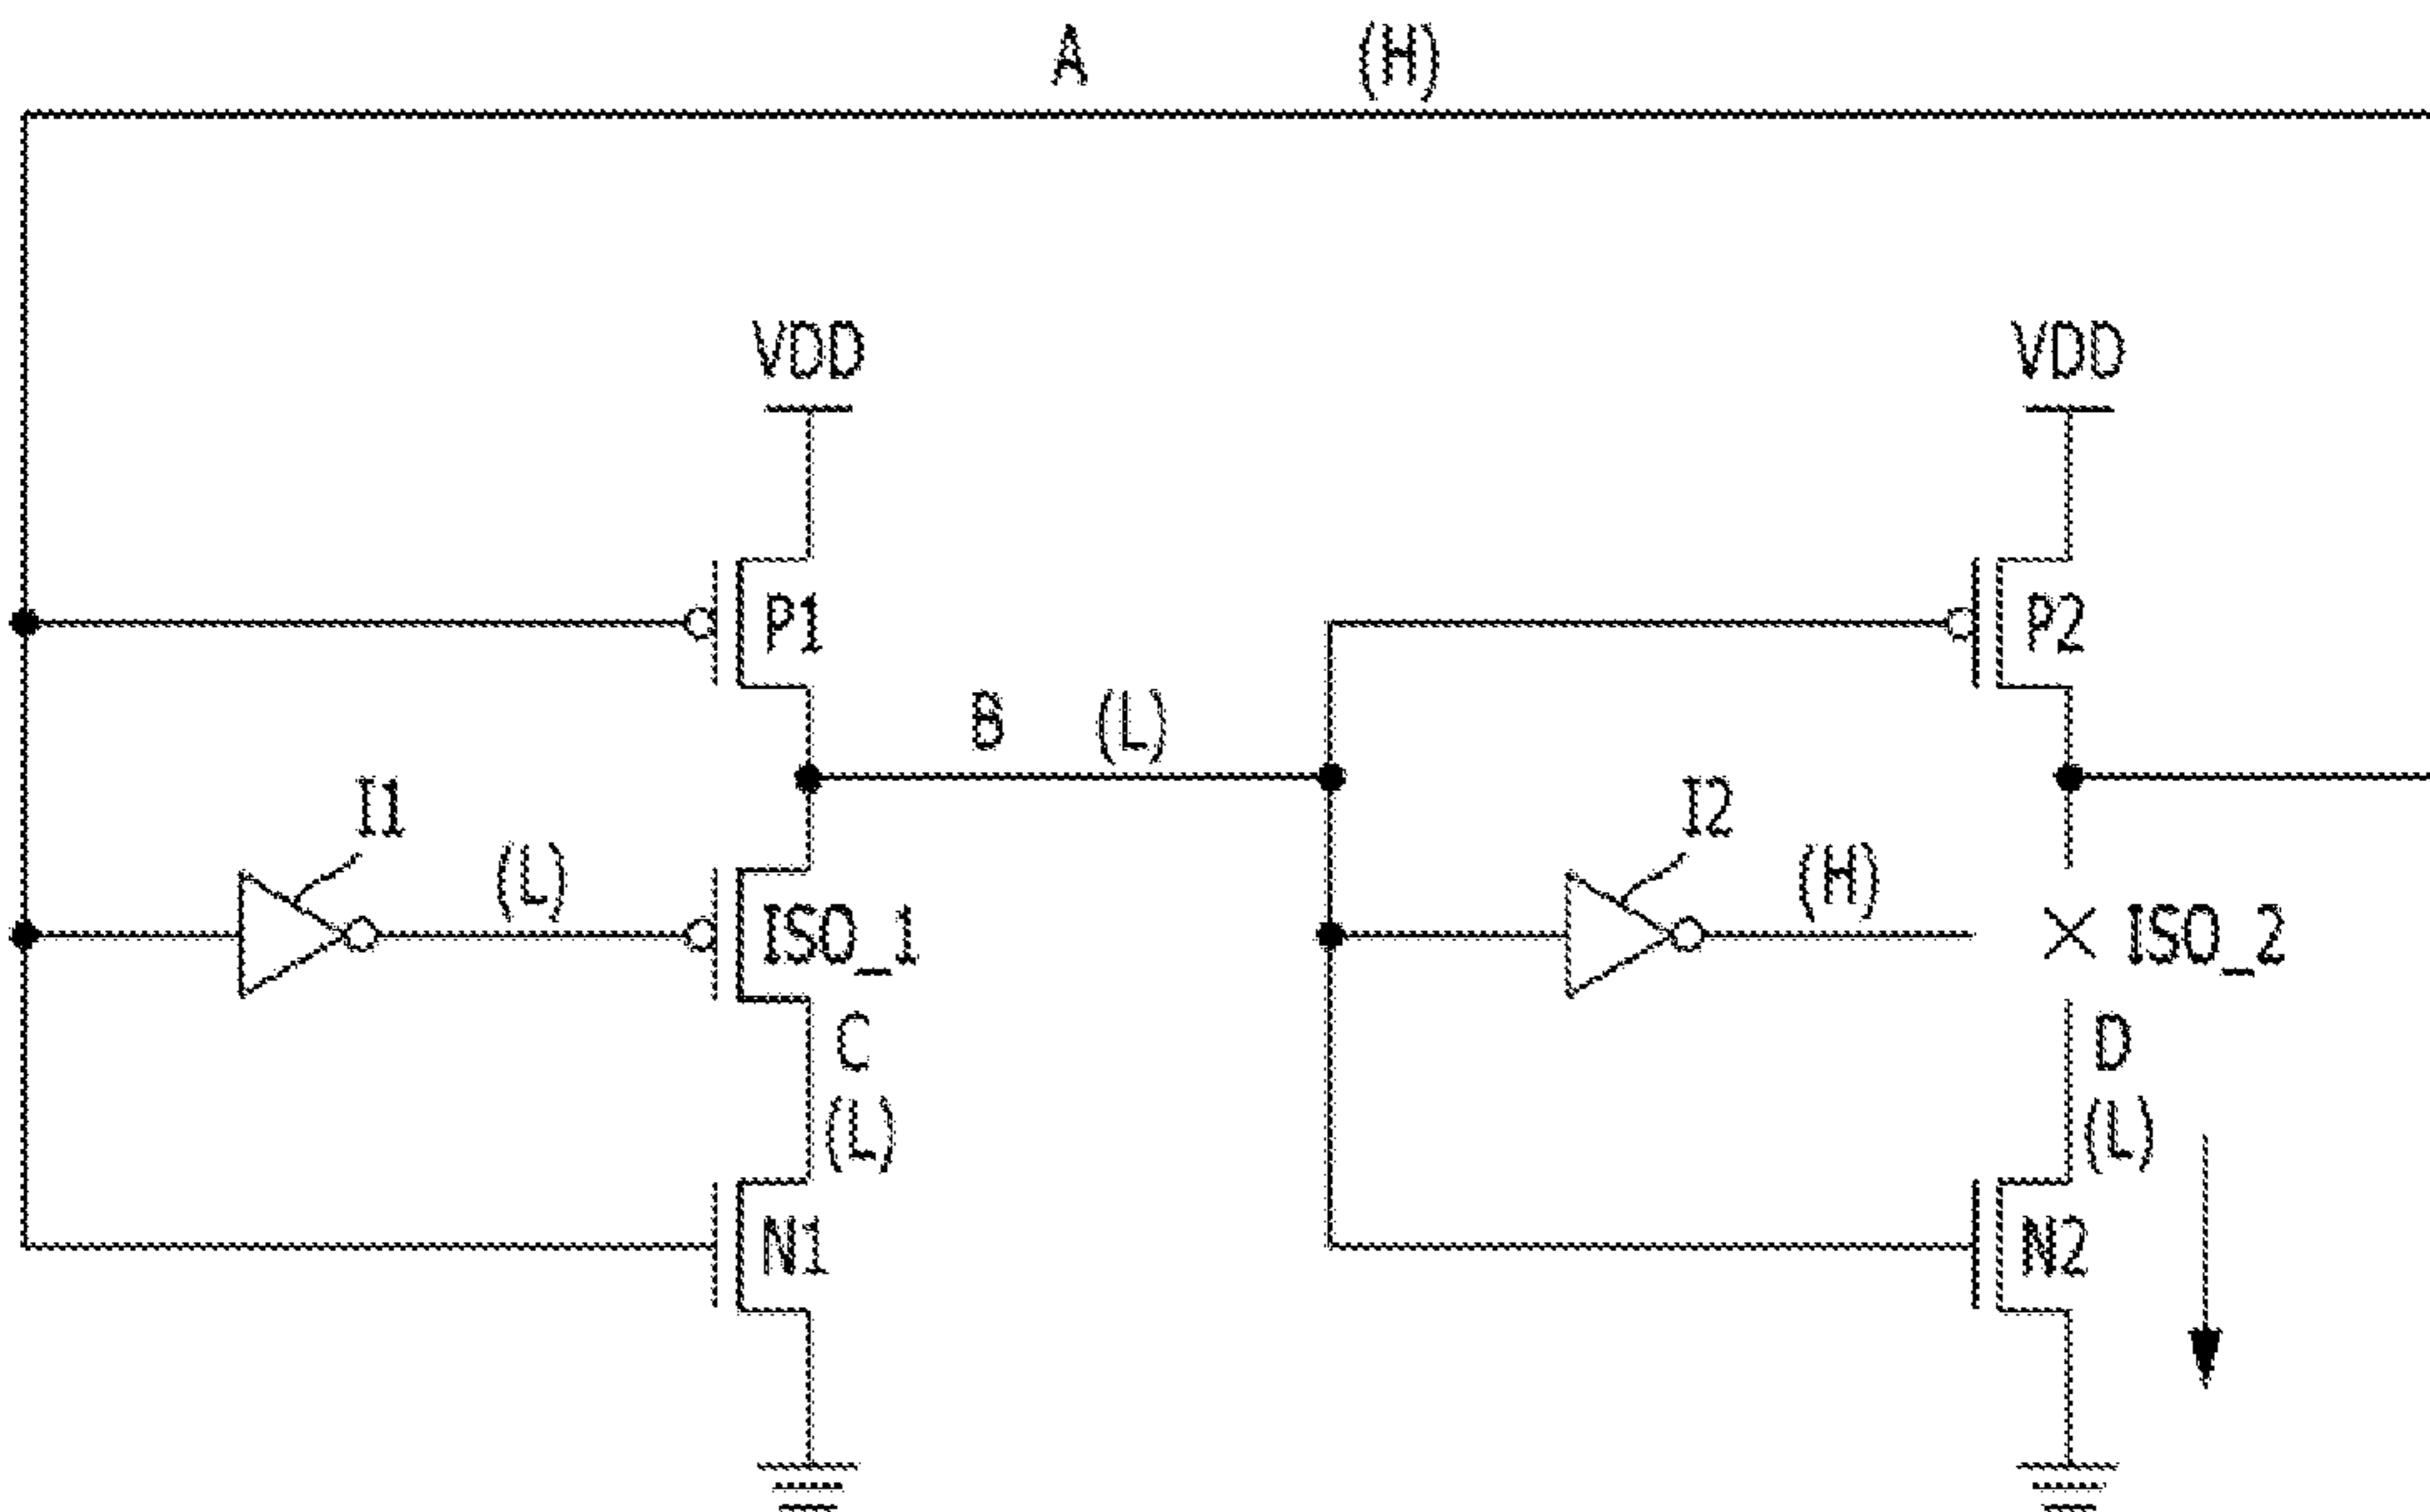 A (H)
VDD VDD
P1 P2
B (L)
I1 I2
(L) (H)
ISO_1 ISO_2
C D
(L) (L)
N1 N2